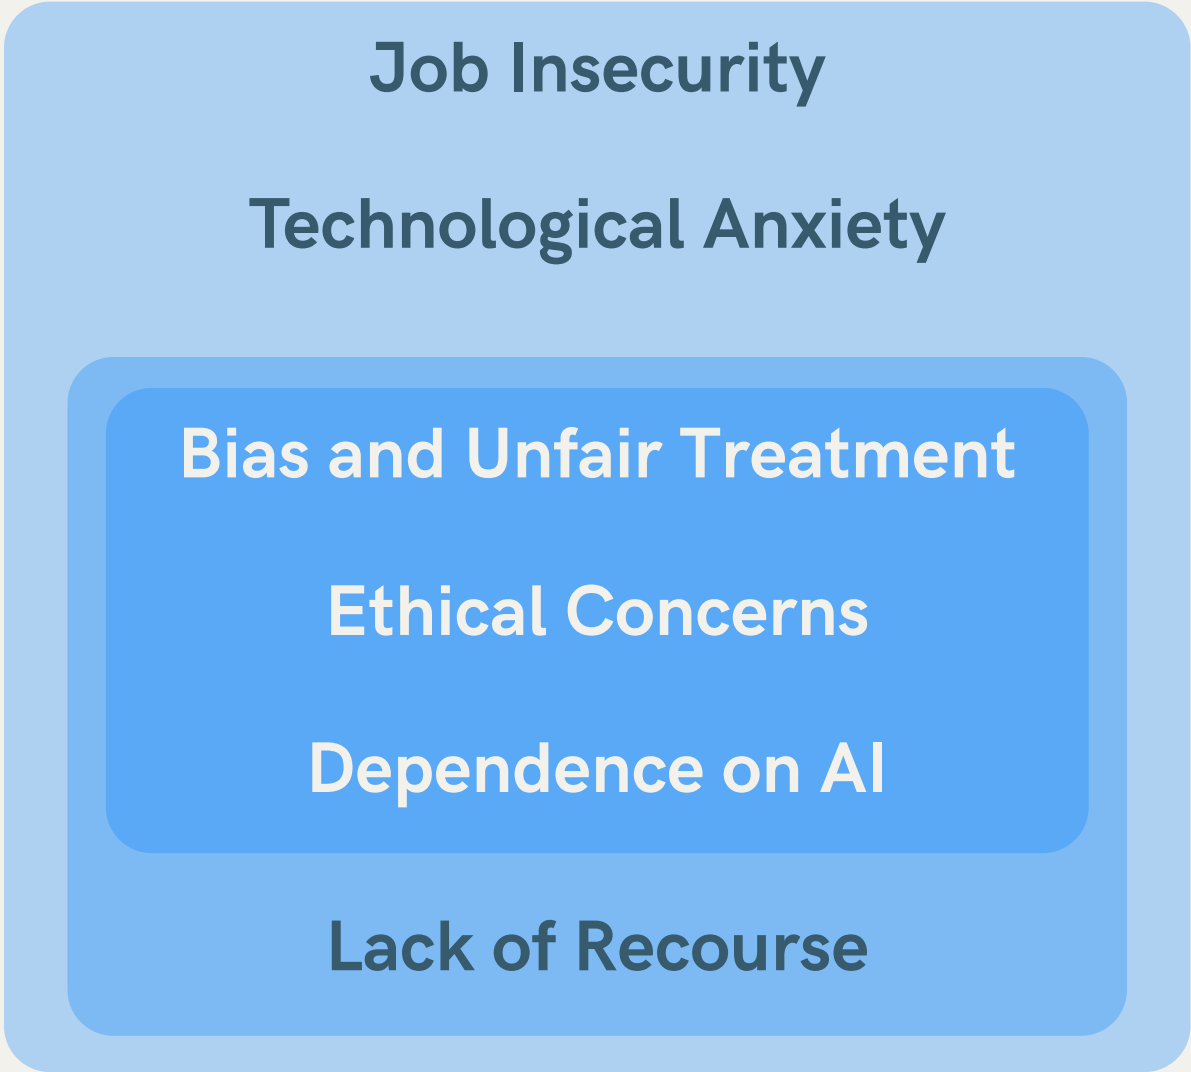 Job Insecurity
Technological Anxiety
Bias and Unfair Treatment
Ethical Concerns
Dependence on AI
Lack of Recourse